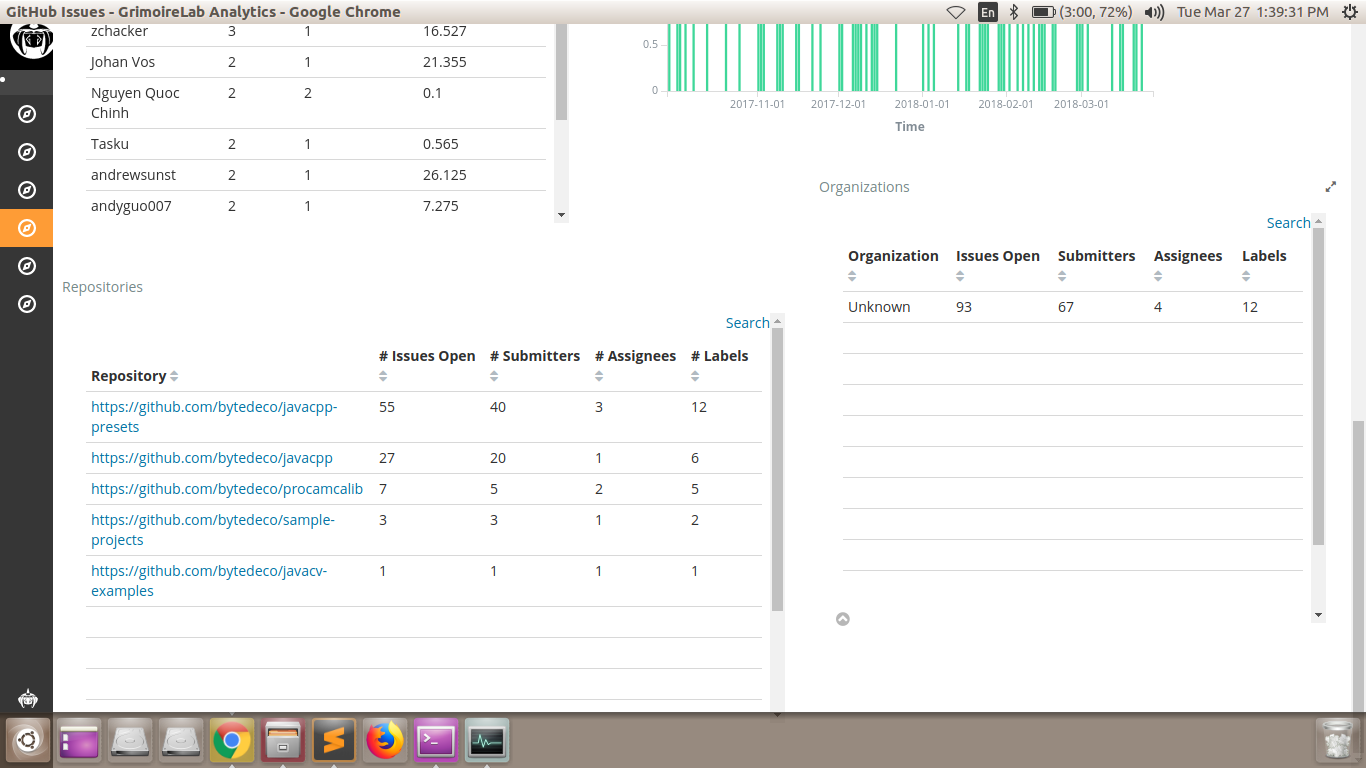 GitHub Issues - GrimoireLab Analytics - Google Chrome
En
(3:00, 72%)
Tue Mar 27 1:39:31 PM
zchacker 3 1 16.527
Johan Vos 2 1 21.355
Nguyen Quoc 2 2 0.1
Chinh
Tasku 2 1 0.565
andrewsunst 2 1 26.125
andyguo007 2 1 7.275
0.5
0
2017-11-01 2017-12-01 2018-01-01 2018-02-01 2018-03-01
Time
Organizations
Search
Organization Issues Open Submitters Assignees Labels
Unknown 93 67 4 12
Repositories
Search
Repository # Issues Open # Submitters # Assignees # Labels
https://github.com/bytedeco/javacpp- 55 40 3 12
presets
https://github.com/bytedeco/javacpp 27 20 1 6
https://github.com/bytedeco/procamcalib 7 5 2 5
https://github.com/bytedeco/sample- 3 3 1 2
projects
https://github.com/bytedeco/javacv- 1 1 1 1
examples